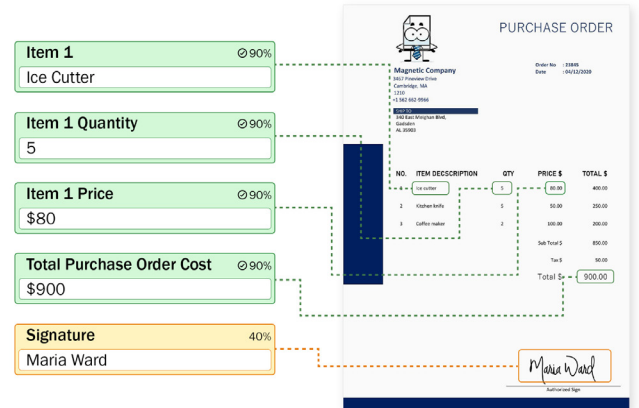 PURCHASE ORDER
Item 1 90%
Ice Cutter
Item 1 Quantity 90%
5
Item 1 Price 90%
$80
Total Purchase Order Cost 90%
$900
Signature 40%
Maria Ward
Magnetic Company
3467 Pineview Drive
Cambridge, MA
1210
+1 562 662-9966
Order No : 23845
Date : 04/12/2020
SHIP TO
340 East Meighan Blvd,
Gadsden
AL 35903
NO. ITEM DECSCRIPTION QTY PRICE $ TOTAL $
1 Ice cutter 5 80.00 400.00
2 Kitchen knife 5 50.00 250.00
3 Coffee maker 2 100.00 200.00
Sub Total $ 850.00
Tax $ 50.00
Total $ 900.00
Maria Ward
Authorized Sign